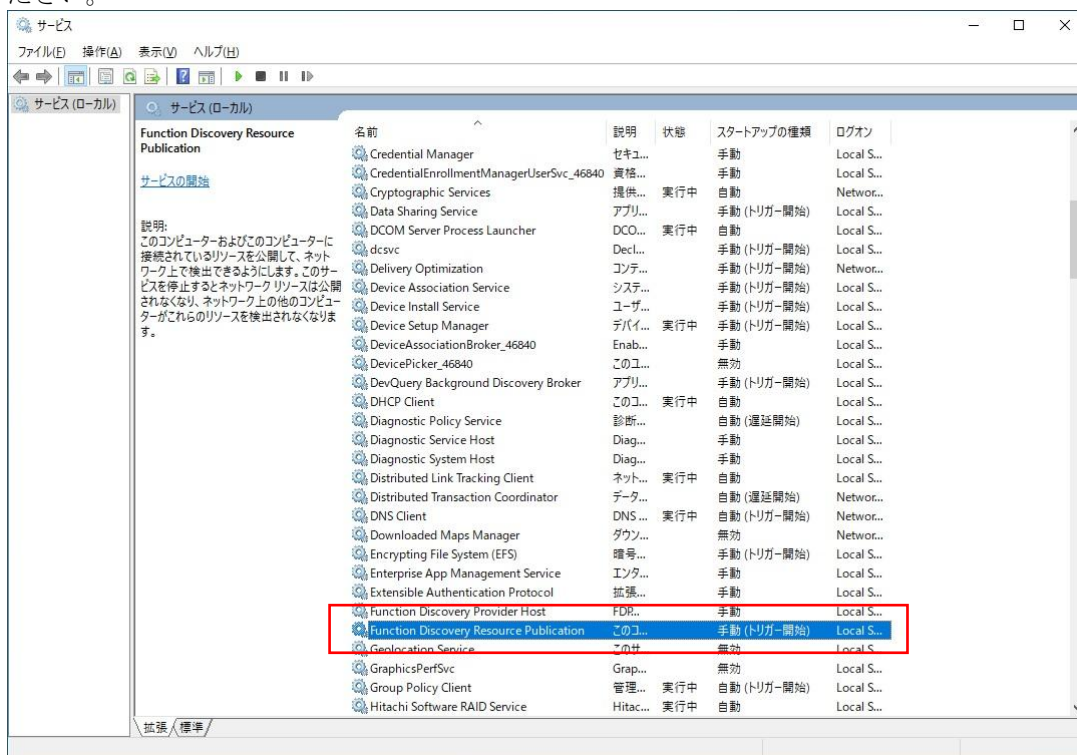 ださい。
サービス
ファイル(F) 操作(A) 表示(V) ヘルプ(H)
サービス (ローカル)
サービス (ローカル)
Function Discovery Resource
Publication
サービスの開始
説明:
このコンピューターおよびこのコンピューターに
接続されているリソースを公開して、ネット
ワーク上で検出できるようにします。このサー
ビスを停止するとネットワーク リソースは公開
されなくなり、ネットワーク上の他のコンピュー
ターがこれらのリソースを検出されなくなりま
す。
名前 説明 状態 スタートアップの種類 ログオン
Credential Manager セキュ... 手動 Local S...
CredentialEnrollmentManagerUserSvc_46840 資格... 手動 Local S...
Cryptographic Services 提供... 実行中 自動 Networ...
Data Sharing Service アプリ... 手動 (トリガー開始) Local S...
DCOM Server Process Launcher DCO... 実行中 自動 Local S...
dcsvc Decl... 手動 (トリガー開始) Local S...
Delivery Optimization コンテ... 手動 (トリガー開始) Networ...
Device Association Service システ... 手動 (トリガー開始) Local S...
Device Install Service ユーザ... 手動 (トリガー開始) Local S...
Device Setup Manager デバイ... 実行中 手動 (トリガー開始) Local S...
DeviceAssociationBroker_46840 Enab... 手動 Local S...
DevicePicker_46840 このユ... 無効 Local S...
DevQuery Background Discovery Broker アプリ... 手動 (トリガー開始) Local S...
DHCP Client このコ... 実行中 自動 Local S...
Diagnostic Policy Service 診断... 自動 (遅延開始) Local S...
Diagnostic Service Host Diag... 手動 Local S...
Diagnostic System Host Diag... 手動 Local S...
Distributed Link Tracking Client ネット... 実行中 自動 Local S...
Distributed Transaction Coordinator データ... 自動 (遅延開始) Networ...
DNS Client DNS ... 実行中 自動 (トリガー開始) Networ...
Downloaded Maps Manager ダウン... 無効 Networ...
Encrypting File System (EFS) 暗号... 手動 (トリガー開始) Local S...
Enterprise App Management Service エンタ... 手動 Local S...
Extensible Authentication Protocol 拡張... 手動 Local S...
Function Discovery Provider Host FDP... 手動 Local S...
Function Discovery Resource Publication このコ... 手動 (トリガー開始) Local S...
Geolocation Service このサ... 無効 Local S...
GraphicsPerfSvc Grap... 無効 Local S...
Group Policy Client 管理... 実行中 自動 (トリガー開始) Local S...
Hitachi Software RAID Service Hitac... 実行中 自動 Local S...
拡張 標準